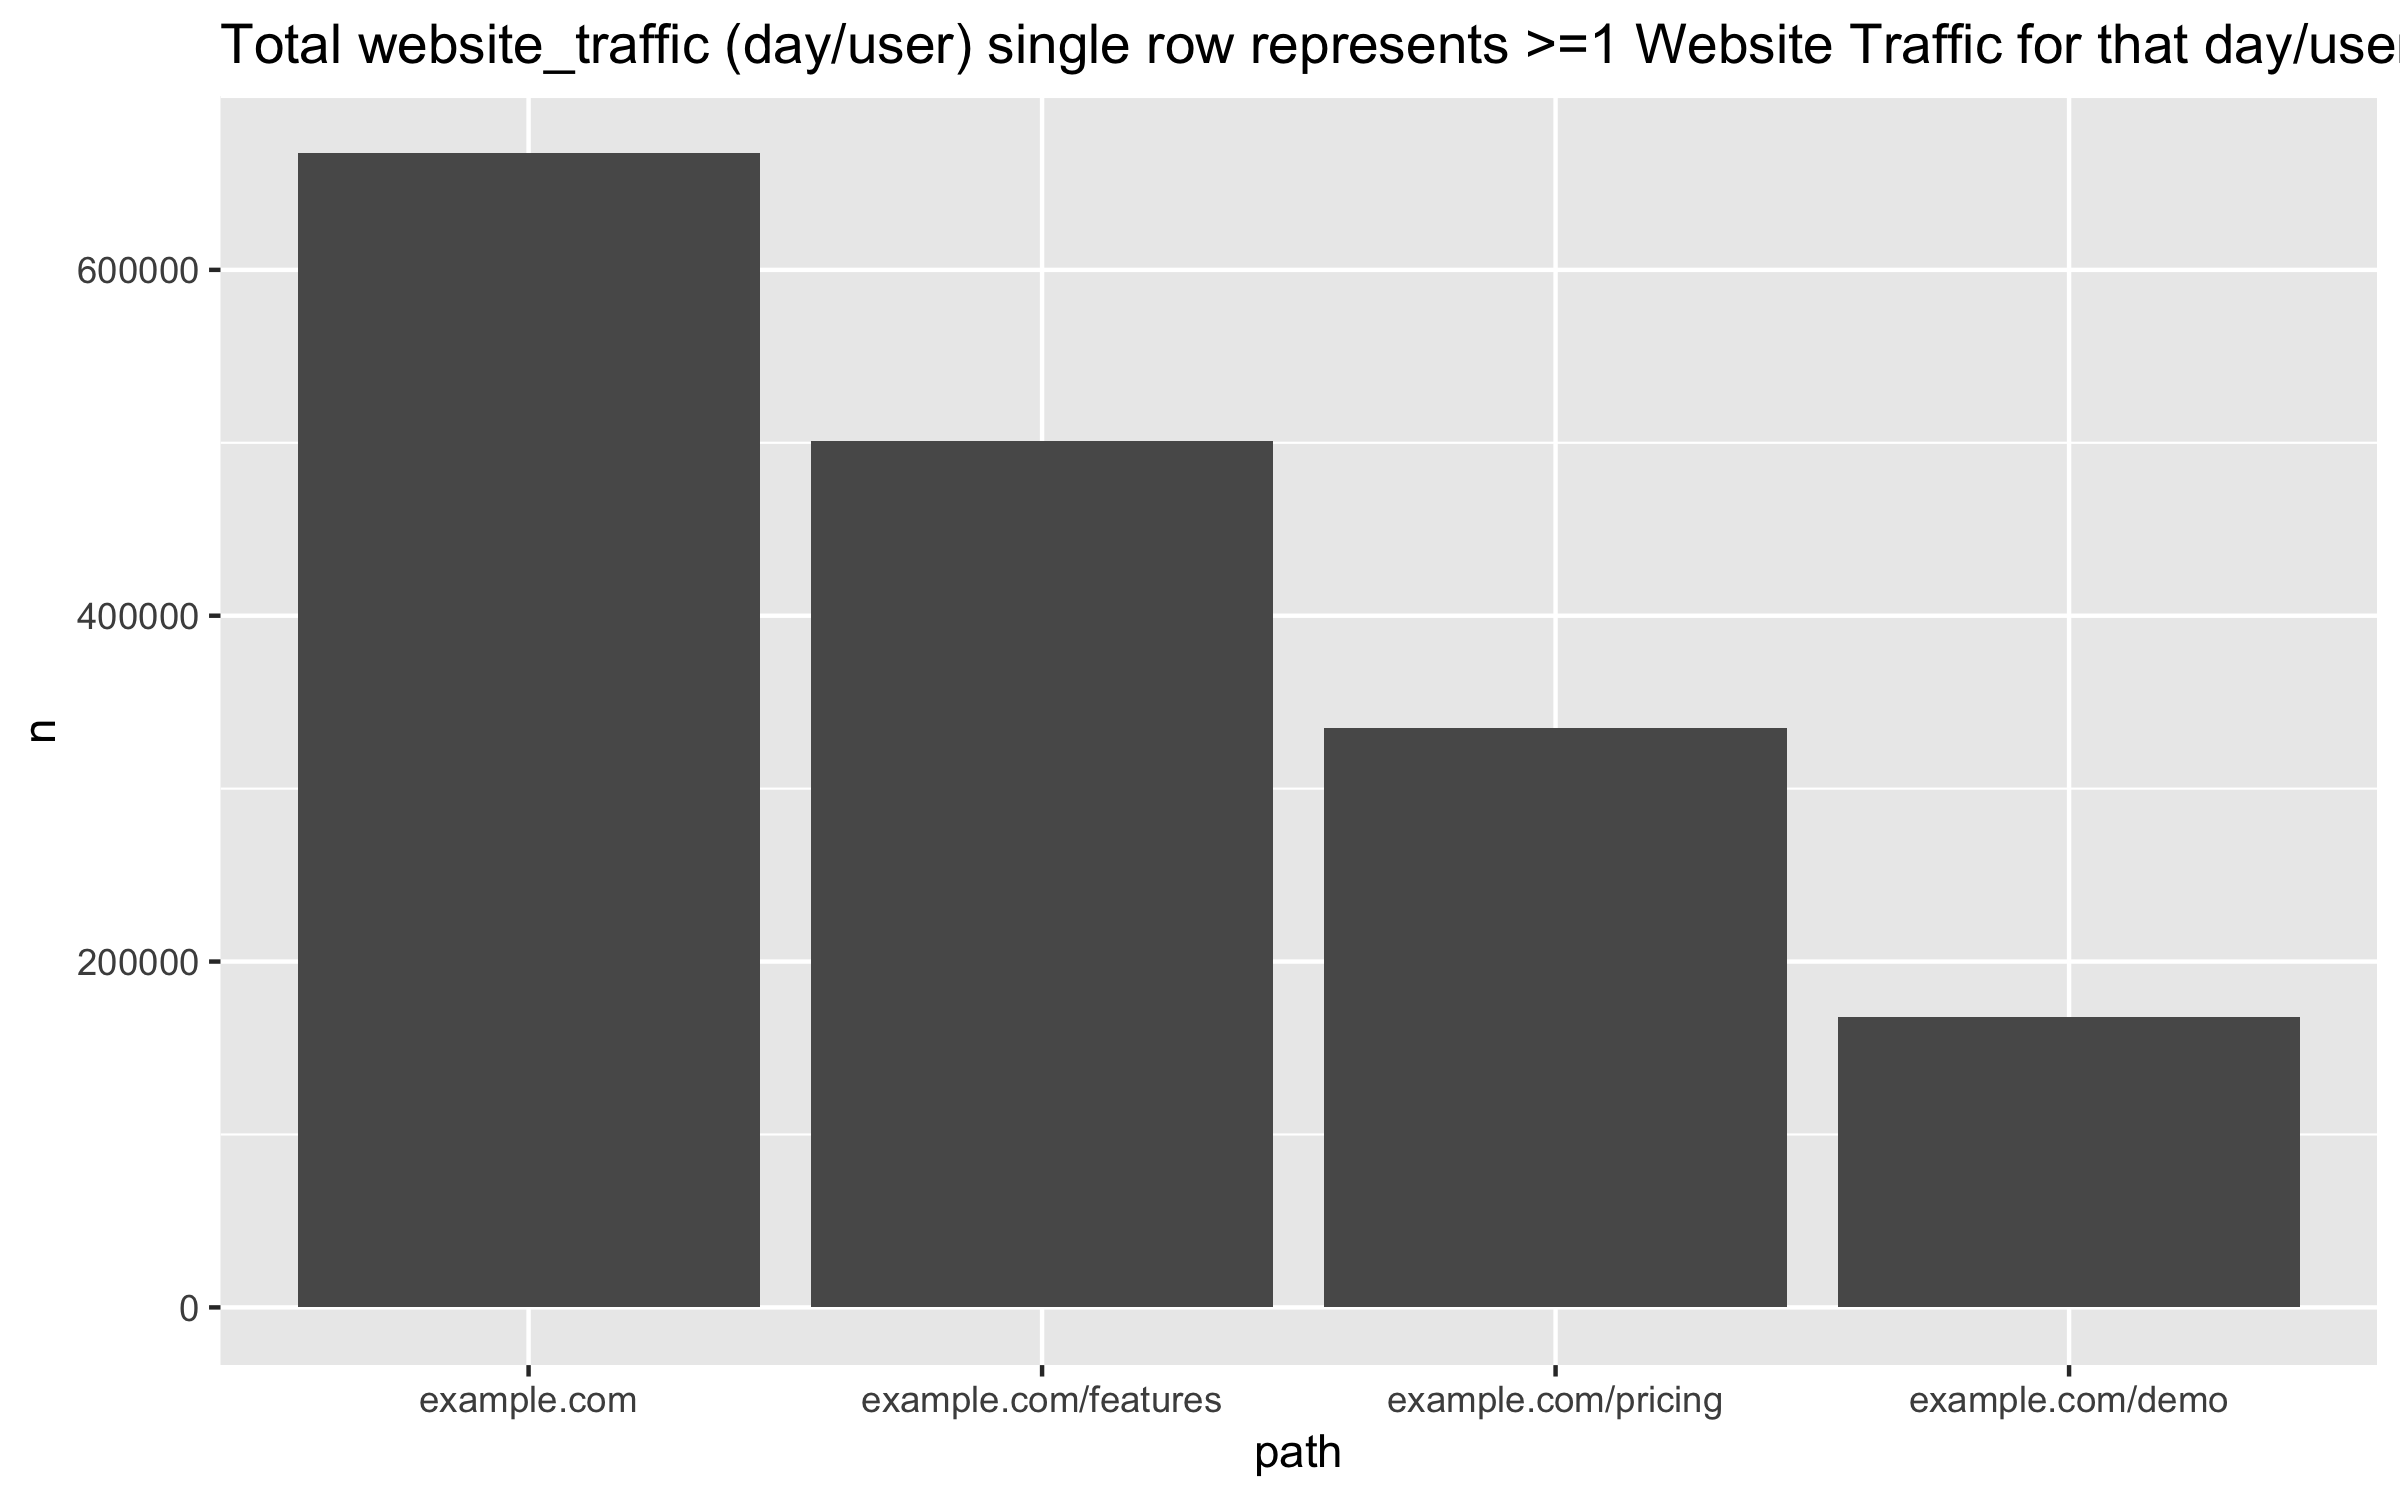 Total website_traffic (day/user) single row represents >=1 Website Traffic for that day/user
600000
400000
200000
0
n
example.com
example.com/features
example.com/pricing
example.com/demo
path